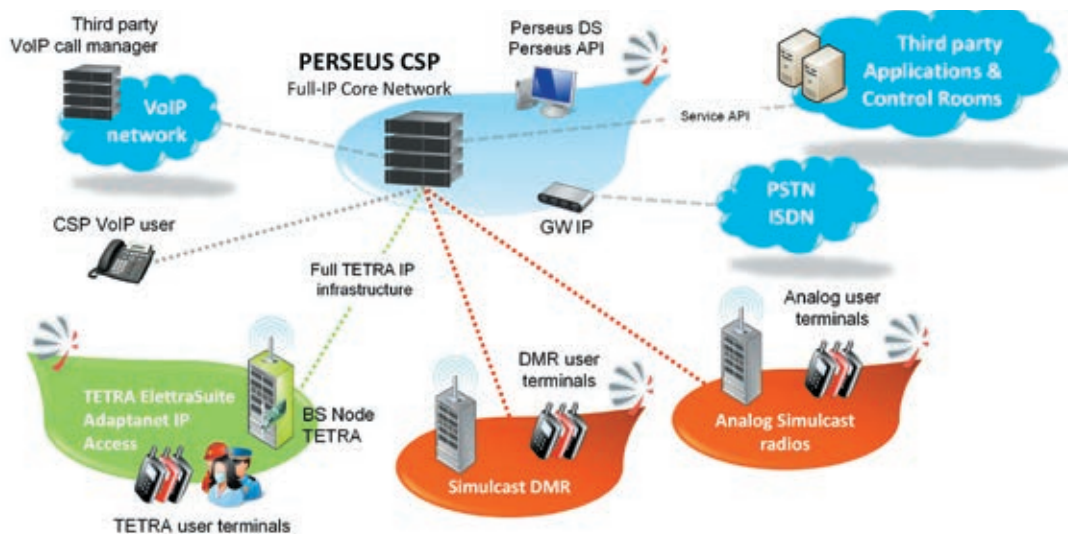 Third party
VoIP call manager
VoIP
network
PERSEUS CSP
Full-IP Core Network
Perseus DS
Perseus API
Third party
Applications &
Control Rooms
Service API
PSTN
ISDN
GW IP
CSP VoIP user
Full TETRA IP
infrastructure
Analog user
terminals
DMR user
terminals
TETRA ElettraSuite
Adaptanet IP
Access
BS Node
TETRA
Analog Simulcast
radios
Simulcast DMR
TETRA user terminals